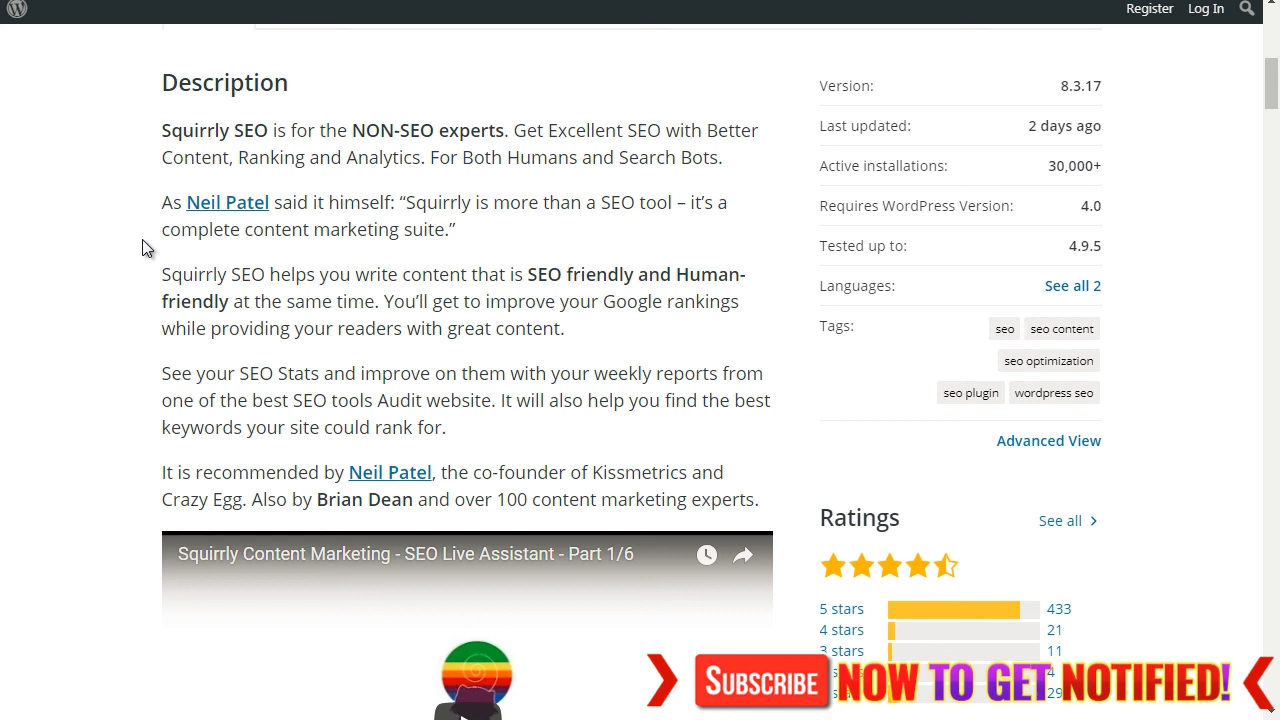 Register Log In
Description
Squirrly SEO is for the NON-SEO experts. Get Excellent SEO with Better
Content, Ranking and Analytics. For Both Humans and Search Bots.
As Neil Patel said it himself: “Squirrly is more than a SEO tool – it’s a
complete content marketing suite.”
Squirrly SEO helps you write content that is SEO friendly and Human-
friendly at the same time. You’ll get to improve your Google rankings
while providing your readers with great content.
See your SEO Stats and improve on them with your weekly reports from
one of the best SEO tools Audit website. It will also help you find the best
keywords your site could rank for.
It is recommended by Neil Patel, the co-founder of Kissmetrics and
Crazy Egg. Also by Brian Dean and over 100 content marketing experts.
Squirrly Content Marketing - SEO Live Assistant - Part 1/6
Version: 8.3.17
Last updated: 2 days ago
Active installations: 30,000+
Requires WordPress Version: 4.0
Tested up to: 4.9.5
Languages: See all 2
Tags: seo seo content
seo optimization
seo plugin wordpress seo
Advanced View
Ratings See all
5 stars 433
4 stars 21
3 stars 11
4
29
SUBSCRIBE NOW TO GET NOTIFIED!